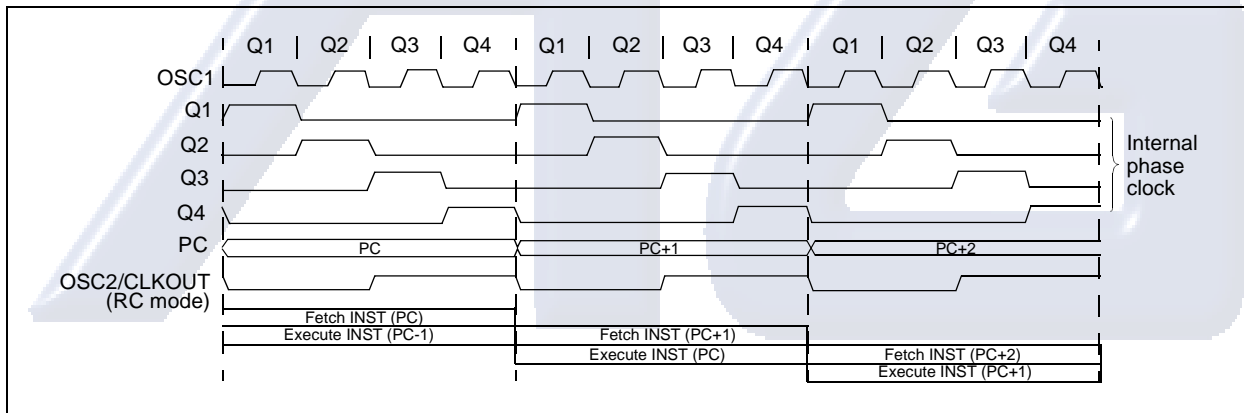 Q1 Q2 Q3 Q4 Q1 Q2 Q3 Q4 Q1 Q2 Q3 Q4
OSC1
Q1
Q2
Q3
Q4
Internal
phase
clock
PC PC PC+1 PC+2
OSC2/CLKOUT
(RC mode)
Fetch INST (PC)
Execute INST (PC-1) Fetch INST (PC+1)
Execute INST (PC) Fetch INST (PC+2)
Execute INST (PC+1)